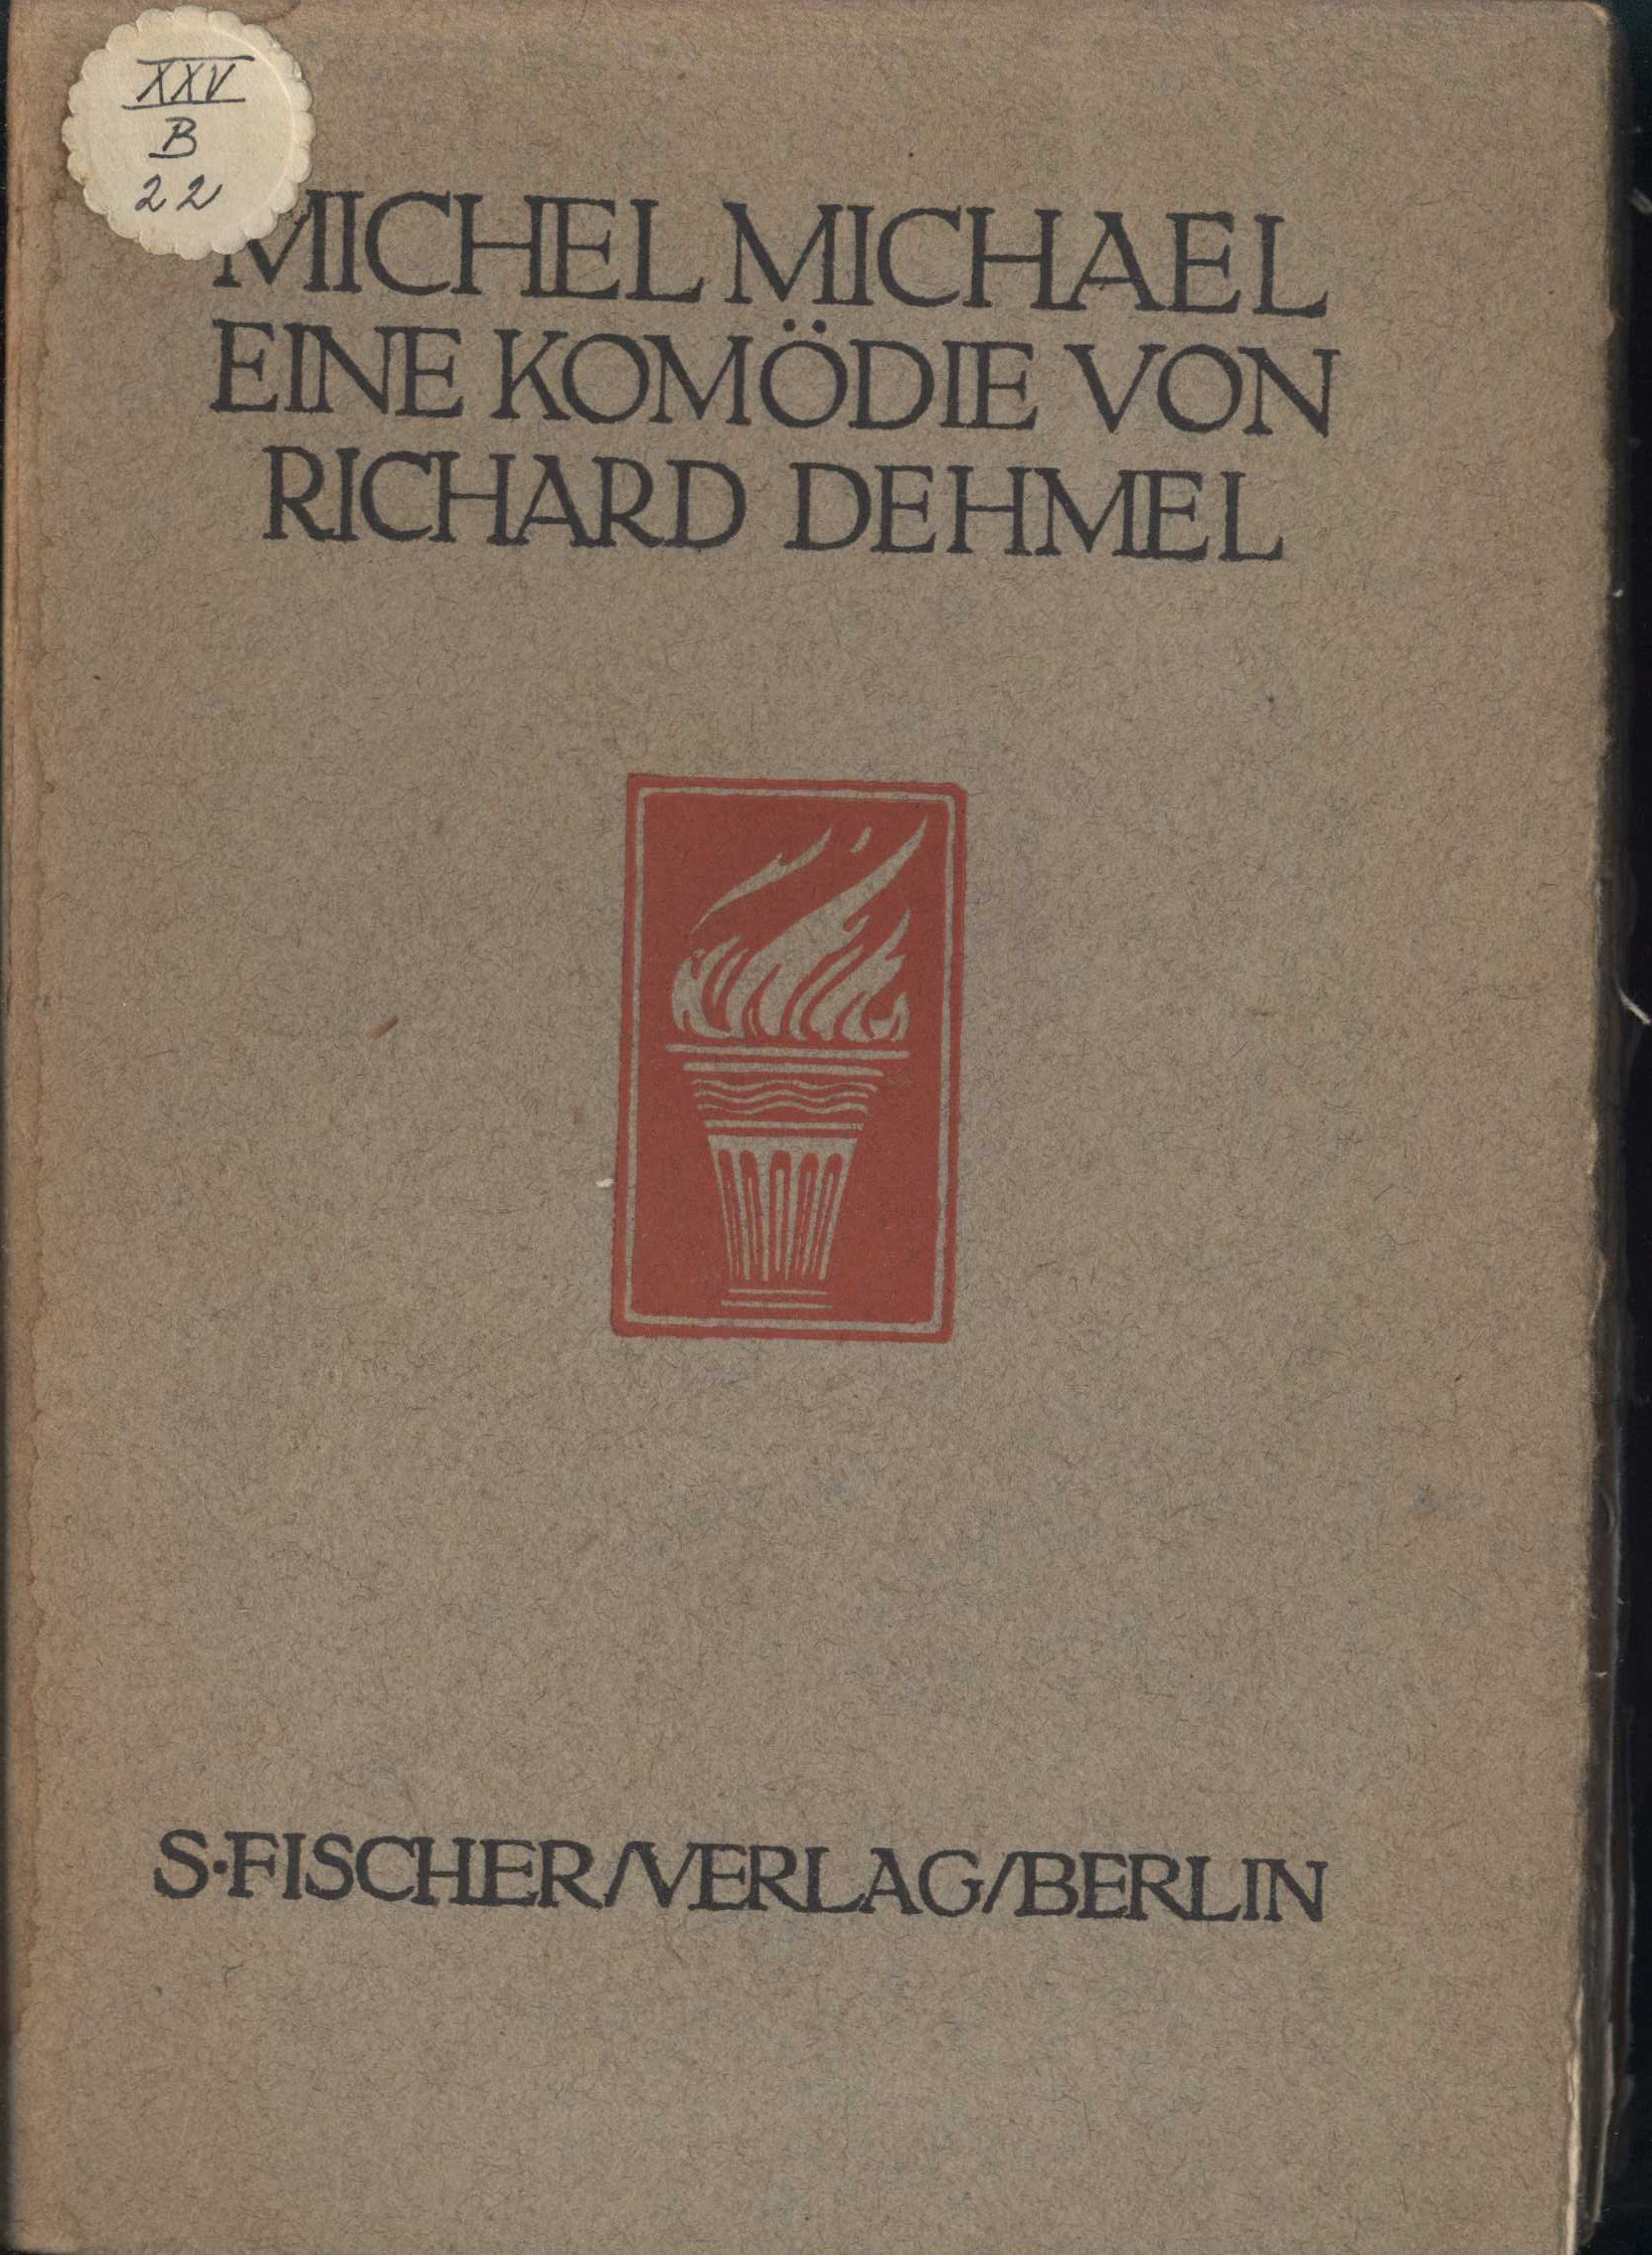 XXV
B
22
MICHEL MICHAEL
EINE KOMÖDIE VON
RICHARD DEHMEL
S·FISCHER/VERLAG/BERLIN